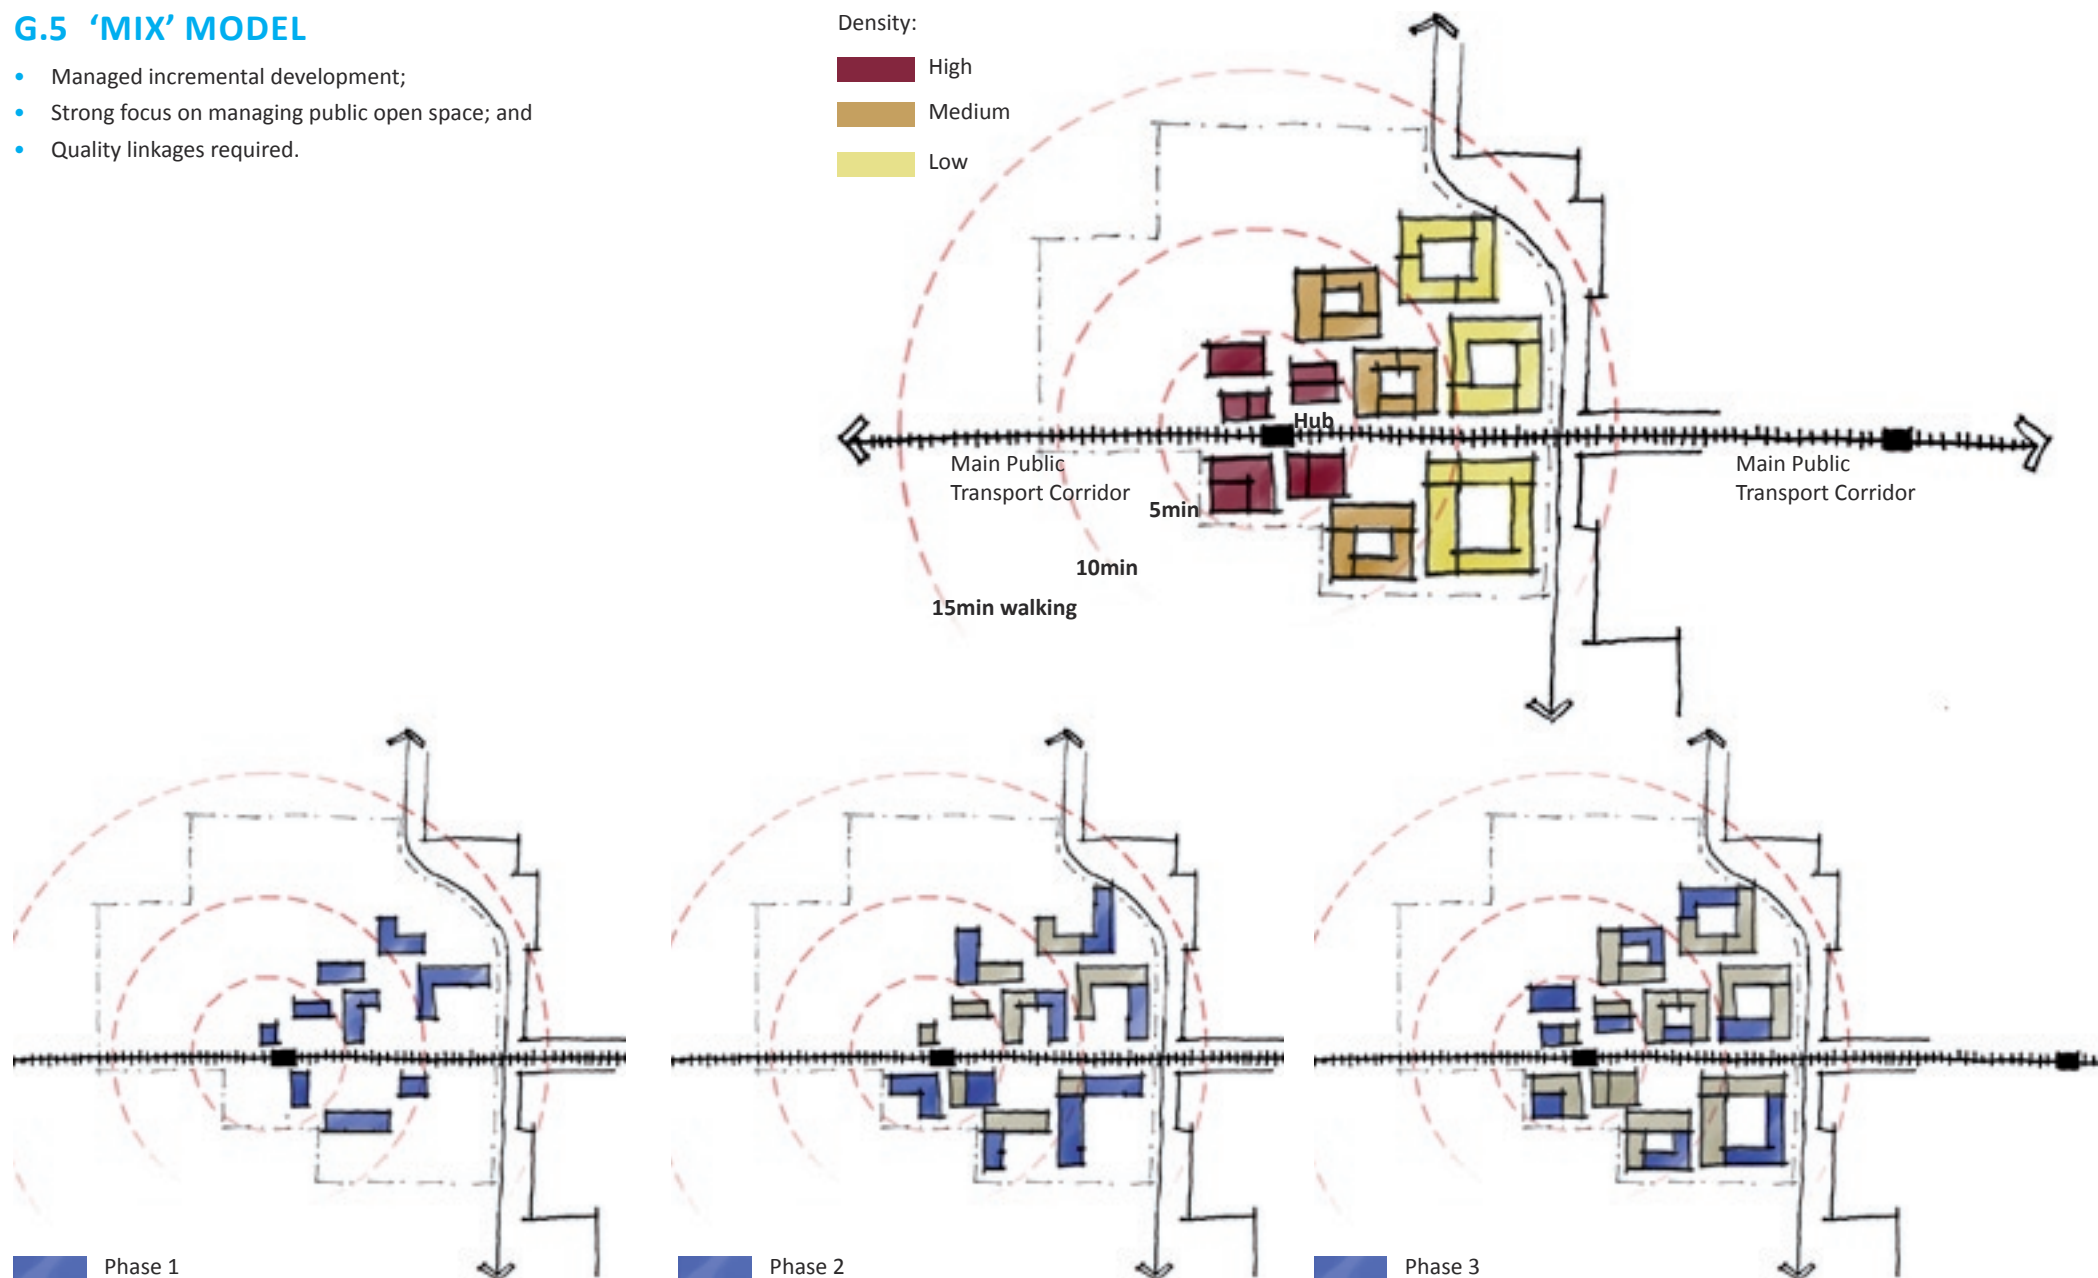 G.5 ‘MIX’ MODEL
• Managed incremental development;
• Strong focus on managing public open space; and
• Quality linkages required.
Density:
High
Medium
Low
Hub
Main Public
Transport Corridor
Main Public
Transport Corridor
5min
10min
15min walking
Phase 1
Phase 2
Phase 3